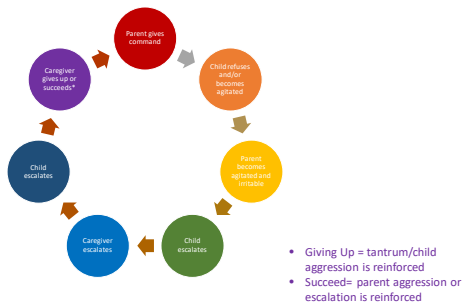 Parent gives
command
Child refuses
and/or
becomes
agitated
Parent
becomes
agitated and
irritable
Child
escalates
Caregiver
escalates
Child
escalates
Caregiver
gives up or
succeeds*
• Giving Up = tantrum/child
aggression is reinforced
• Succeed= parent aggression or
escalation is reinforced